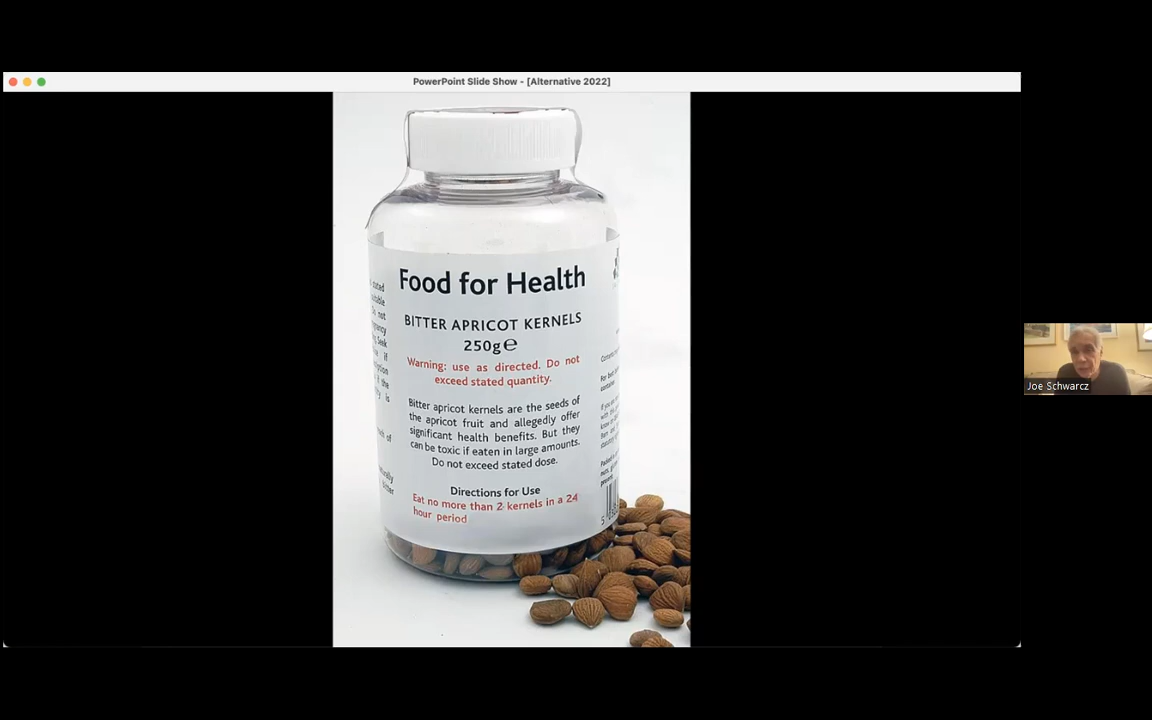 PowerPoint Slide Show - [Alternative 2022]
Food for Health
BITTER APRICOT KERNELS
250g℮
Warning: use as directed. Do not
exceed stated quantity.
Bitter apricot kernels are the seeds of
the apricot fruit and allegedly offer
significant health benefits. But they
can be toxic if eaten in large amounts.
Do not exceed stated dose.
Directions for Use
Eat no more than 2 kernels in a 24
hour period
Joe Schwarcz